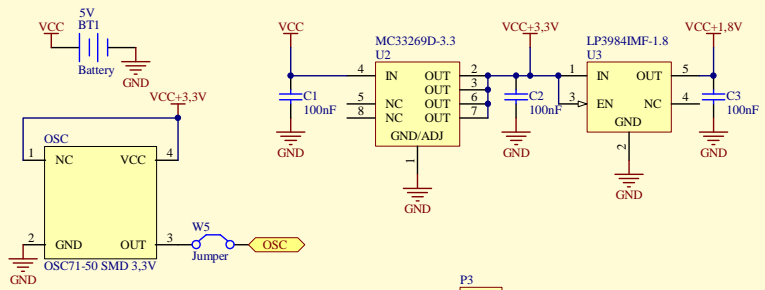 5V
BT1
VCC
Battery
GND
VCC+3,3V
OSC
1
NC
VCC
4
2
GND
OUT
3
GND
OSC71-50 SMD 3,3V
W5
Jumper
OSC
VCC
C1
100nF
GND
MC33269D-3.3
U2
4
IN
OUT
2
OUT
3
5
NC
OUT
6
8
NC
OUT
7
GND/ADJ
1
GND
VCC+3,3V
C2
100nF
GND
LP3984IMF-1.8
U3
1
IN
OUT
5
3
EN
NC
4
GND
2
GND
VCC+1,8V
C3
100nF
GND
P3